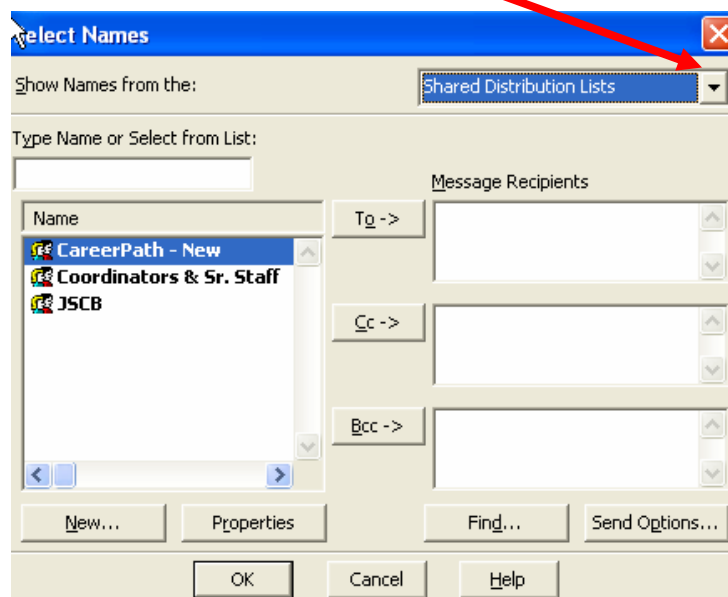 Select Names
Show Names from the:
Shared Distribution Lists
Type Name or Select from List:
Message Recipients
Name
CareerPath - New
Coordinators & Sr. Staff
JSCB
To ->
Cc ->
Bcc ->
New...
Properties
Find...
Send Options...
OK
Cancel
Help